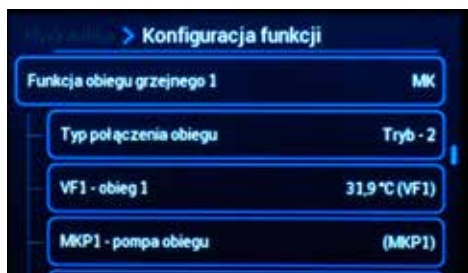 > Konfiguracja funkcji
Funkcja obiegu grzejnego 1 MK
Typ połączenia obiegu Tryb - 2
VF1 - obieg 1 31,9 °C (VF1)
MKP1 - pompa obiegu (MKP1)